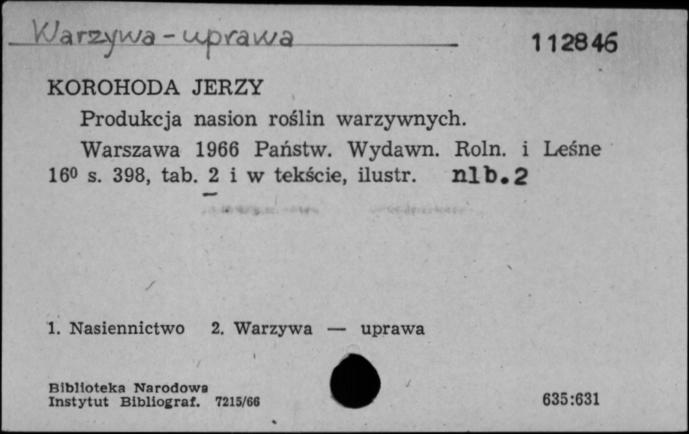 Warzywa - uprawa
112846
KOROHODA JERZY
Produkcja nasion roślin warzywnych.
Warszawa 1966 Państw. Wydawn. Roln. i Leśne
16º s. 398, tab. 2 i w tekście, ilustr. nlb.2
1. Nasiennictwo 2. Warzywa — uprawa
Biblioteka Narodowa
Instytut Bibliograf. 7215/66
635:631